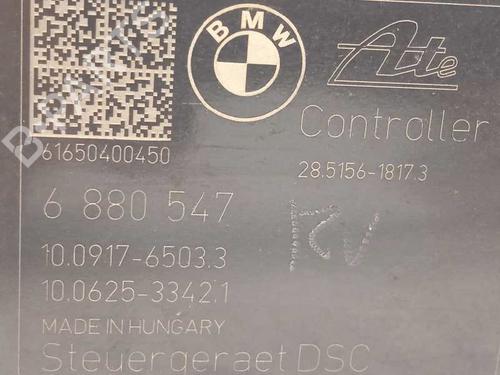 BMW
Ate
Controller
61650400450
28.5156-1817.3
6 880 547
10.0917-6503.3
10.0625-3342.1
MADE IN HUNGARY
Steuergeraet DSC